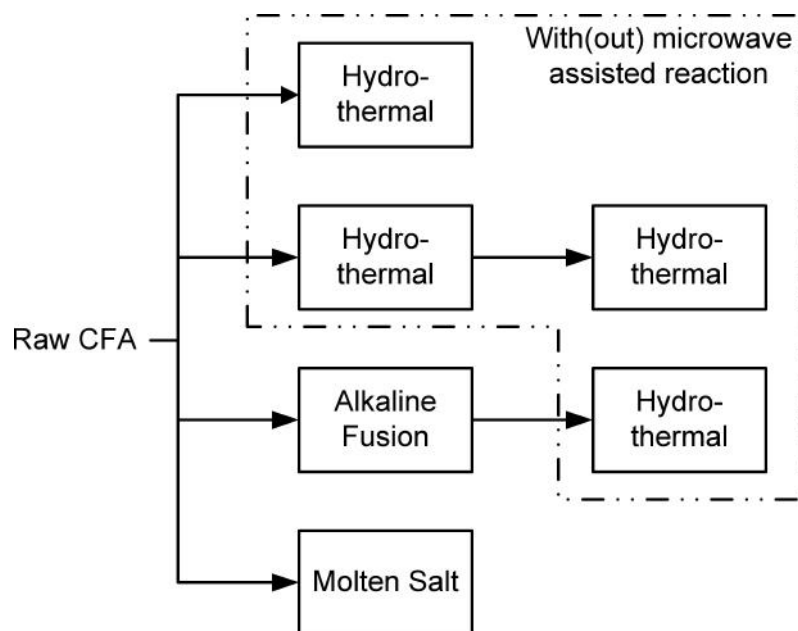 With(out) microwave
assisted reaction
Hydro-
thermal
Hydro-
thermal
Hydro-
thermal
Raw CFA
Alkaline
Fusion
Hydro-
thermal
Molten Salt